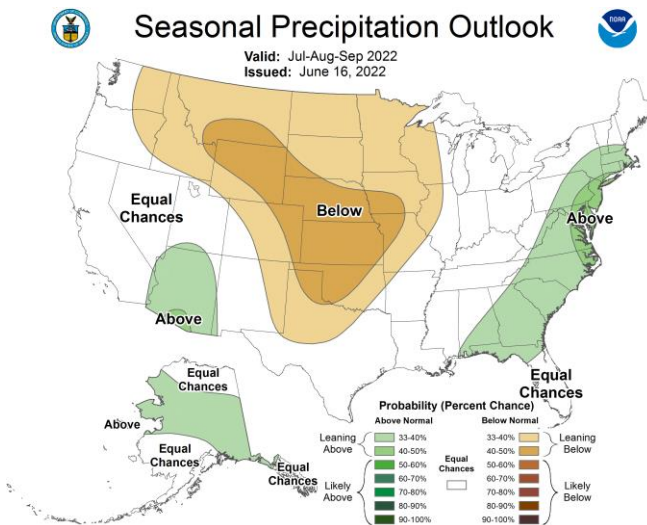 Seasonal Precipitation Outlook
NOAA
Valid: Jul-Aug-Sep 2022
Issued: June 16, 2022
Equal
Chances
Below
Above
Above
Equal
Chances
Equal
Chances
Above
Equal
Chances
Equal
Chances
Probability (Percent Chance)
Above Normal Below Normal
Leaning
Above
33-40%
40-50%
Likely
Above
50-60%
60-70%
70-80%
80-90%
90-100%
Equal
Chances
33-40%
40-50%
Leaning
Below
50-60%
60-70%
70-80%
80-90%
90-100%
Likely
Below